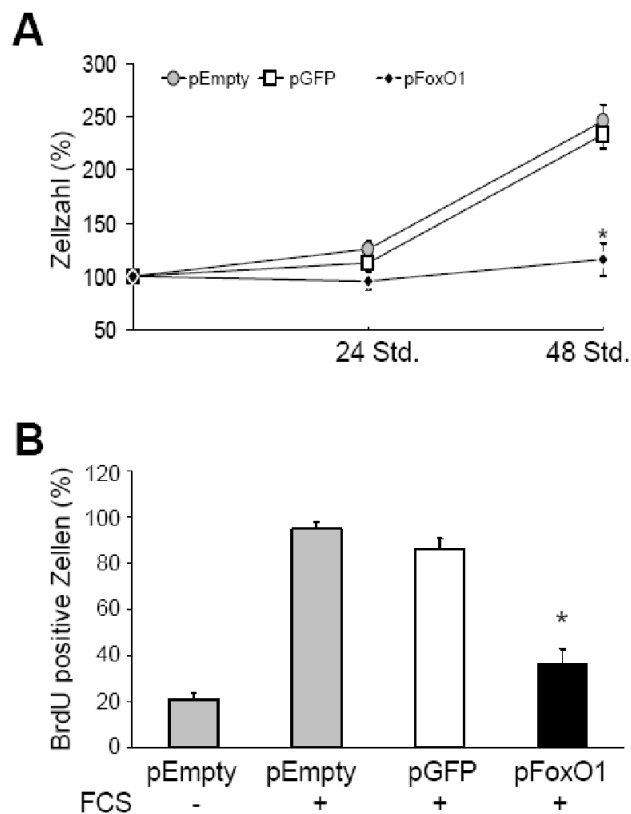 A
Zellzahl (%)
300
250
200
150
100
50
pEmpty pGFP pFoxO1
*
24 Std. 48 Std.
B
BrdU positive Zellen (%)
120
100
80
60
40
20
0
*
pEmpty pEmpty pGFP pFoxO1
FCS - + + +